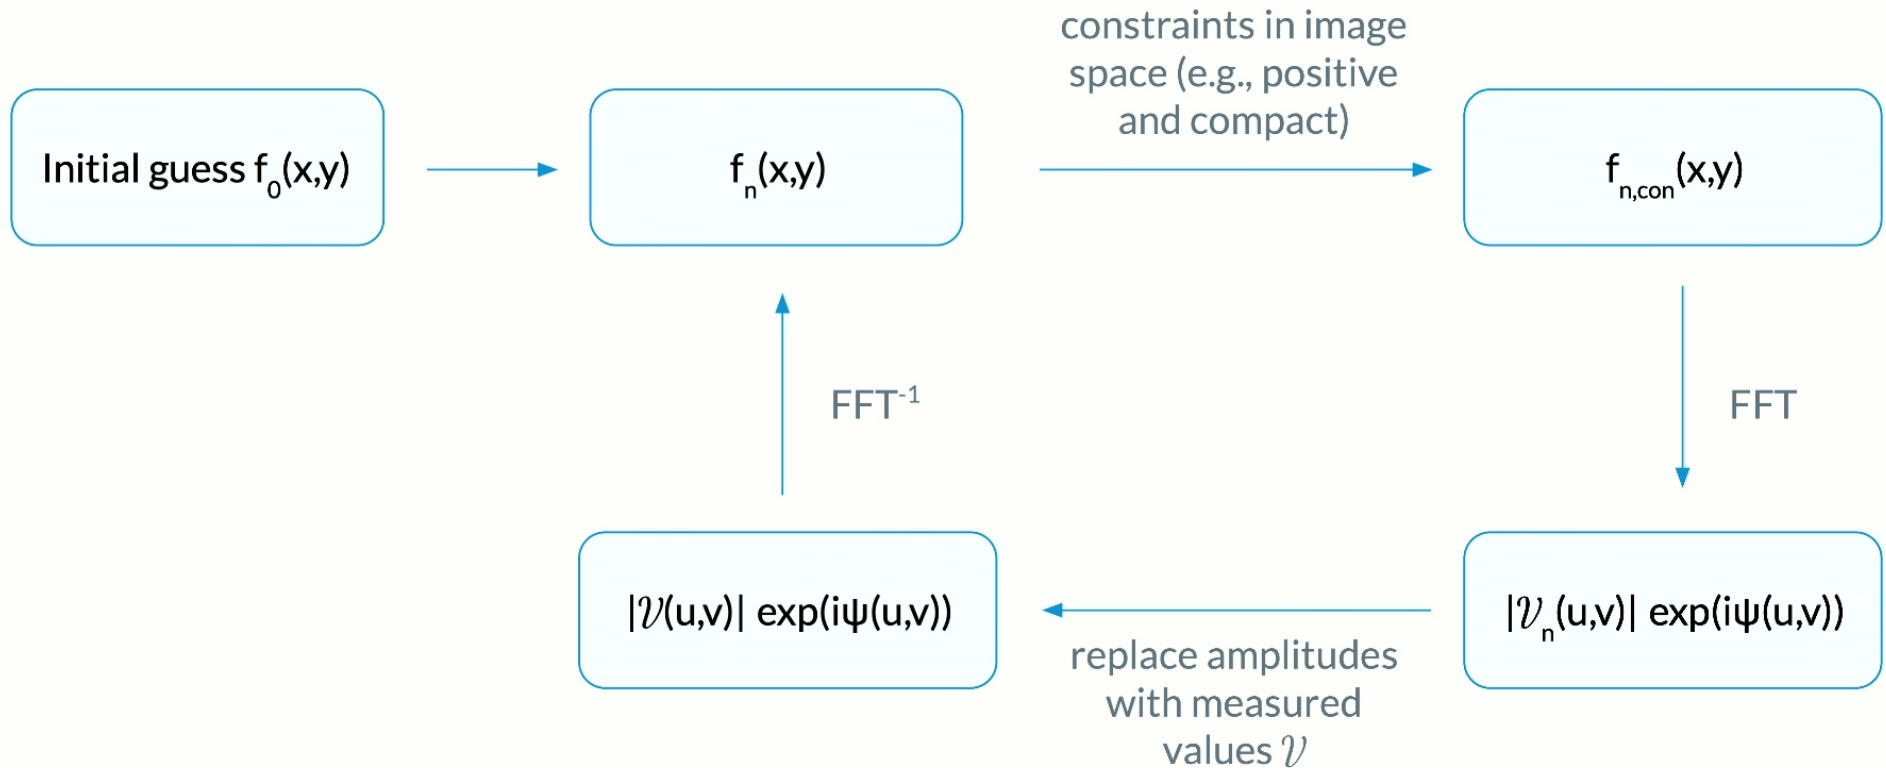 constraints in image
space (e.g., positive
and compact)
Initial guess f₀(x,y)
fₙ(x,y)
f_{n,con}(x,y)
FFT⁻¹
FFT
|𝒱(u,v)| exp(iψ(u,v))
|𝒱ₙ(u,v)| exp(iψ(u,v))
replace amplitudes
with measured
values 𝒱